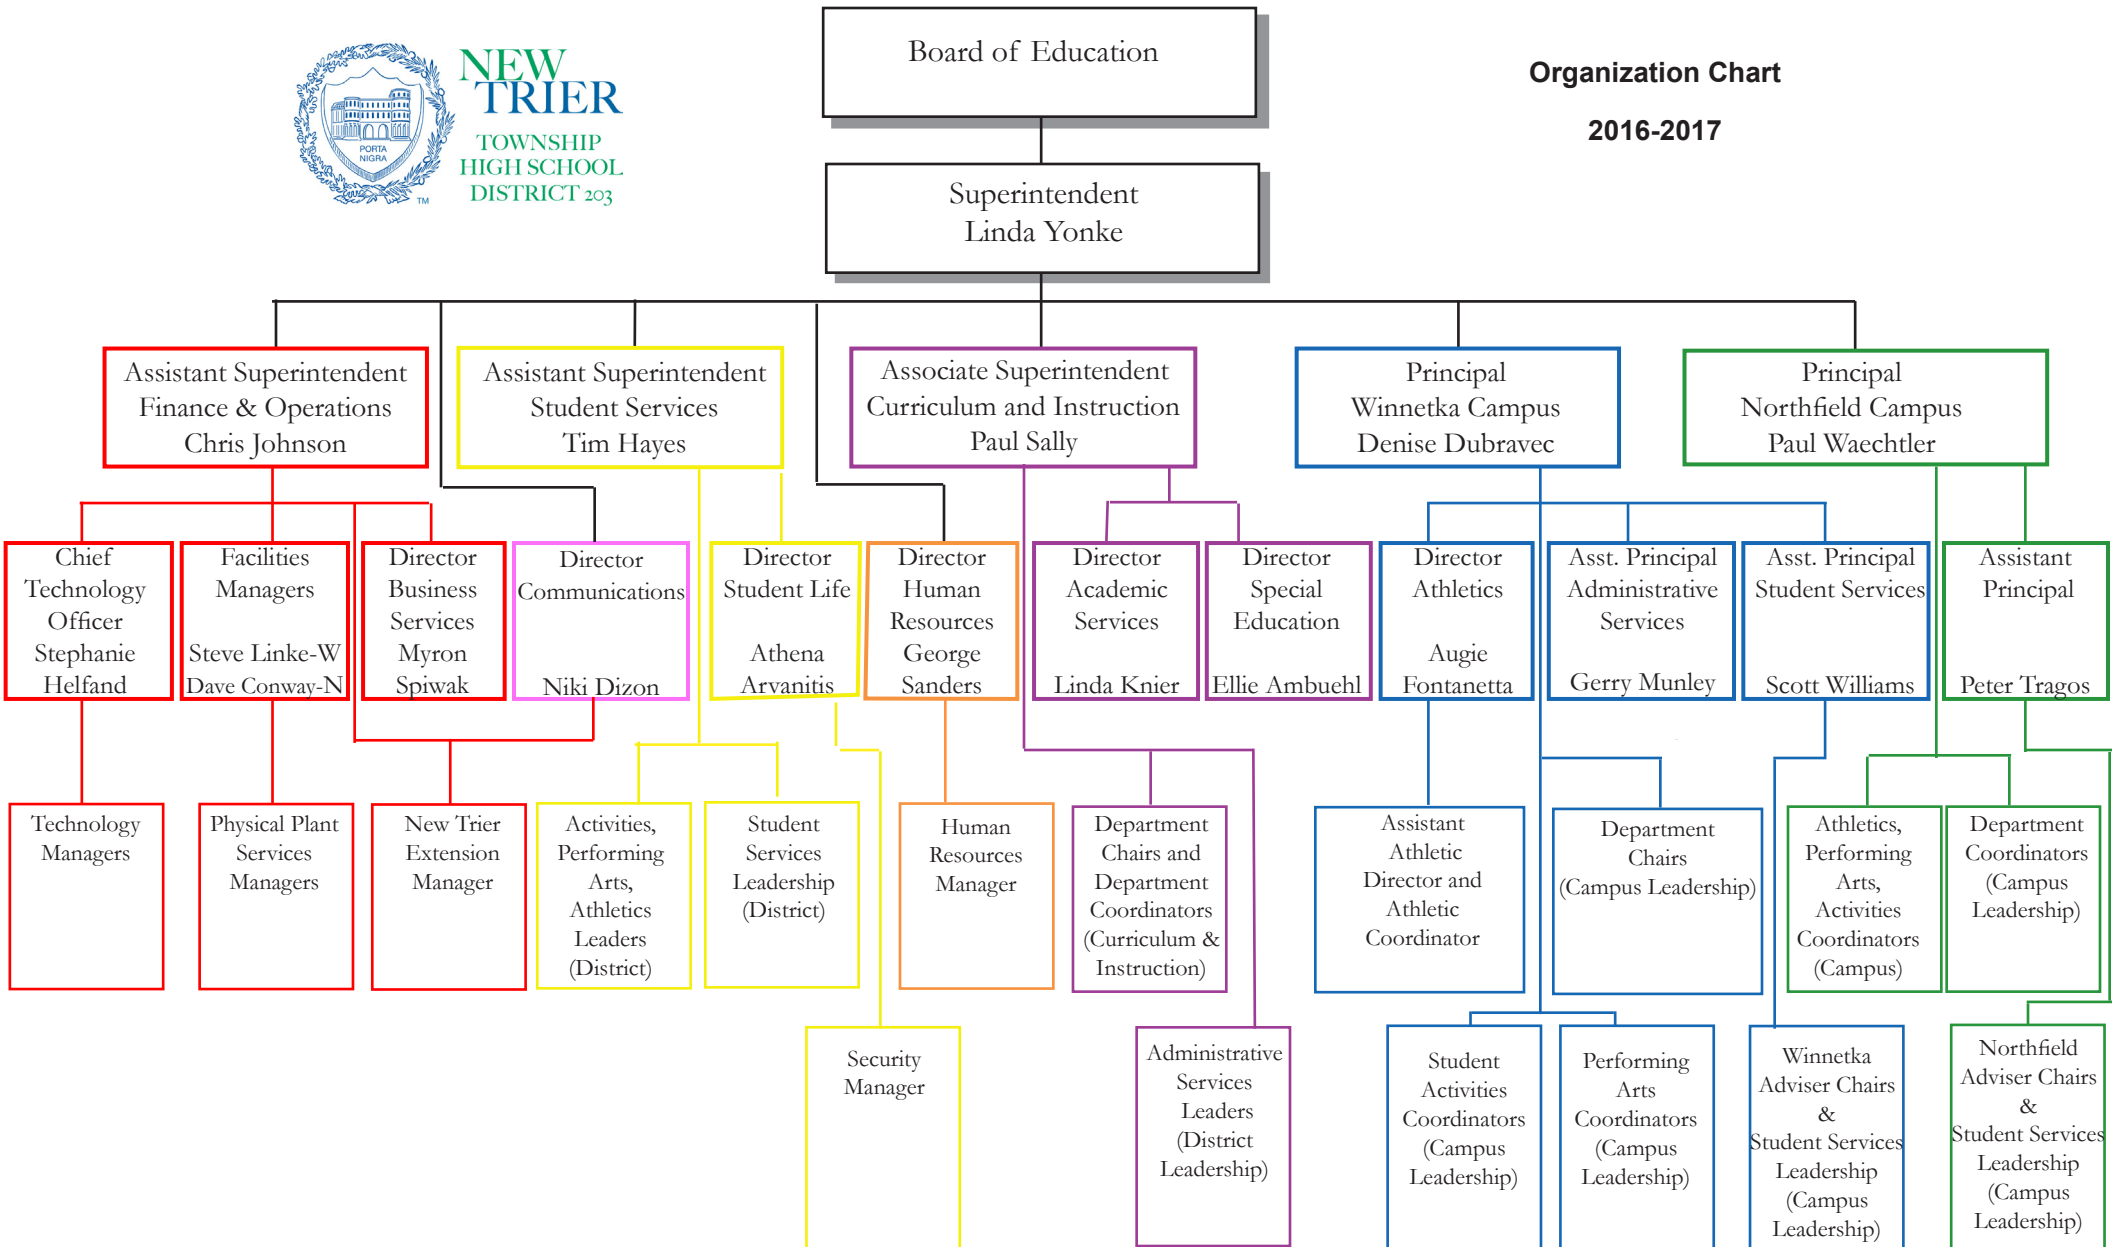 PORTA
NIGRA
TM
NEW
TRIER
TOWNSHIP
HIGH SCHOOL
DISTRICT 203
Board of Education
Organization Chart
2016-2017
Superintendent
Linda Yonke
Assistant Superintendent
Finance & Operations
Chris Johnson
Assistant Superintendent
Student Services
Tim Hayes
Associate Superintendent
Curriculum and Instruction
Paul Sally
Principal
Winnetka Campus
Denise Dubravec
Principal
Northfield Campus
Paul Waechtler
Chief
Technology
Officer
Stephanie
Helfand
Facilities
Managers
Steve Linke-W
Dave Conway-N
Director
Business
Services
Myron
Spiwak
Director
Communications
Niki Dizon
Director
Student Life
Athena
Arvanitis
Director
Human
Resources
George
Sanders
Director
Academic
Services
Linda Knier
Director
Special
Education
Ellie Ambuehl
Director
Athletics
Augie
Fontanetta
Asst. Principal
Administrative
Services
Gerry Munley
Asst. Principal
Student Services
Scott Williams
Assistant
Principal
Peter Tragos
Technology
Managers
Physical Plant
Services
Managers
New Trier
Extension
Manager
Activities,
Performing
Arts,
Athletics
Leaders
(District)
Student
Services
Leadership
(District)
Human
Resources
Manager
Department
Chairs and
Department
Coordinators
(Curriculum &
Instruction)
Assistant
Athletic
Director and
Athletic
Coordinator
Department
Chairs
(Campus Leadership)
Athletics,
Performing
Arts,
Activities
Coordinators
(Campus)
Department
Coordinators
(Campus
Leadership)
Security
Manager
Administrative
Services
Leaders
(District
Leadership)
Student
Activities
Coordinators
(Campus
Leadership)
Performing
Arts
Coordinators
(Campus
Leadership)
Winnetka
Adviser Chairs
&
Student Services
Leadership
(Campus
Leadership)
Northfield
Adviser Chairs
&
Student Services
Leadership
(Campus
Leadership)